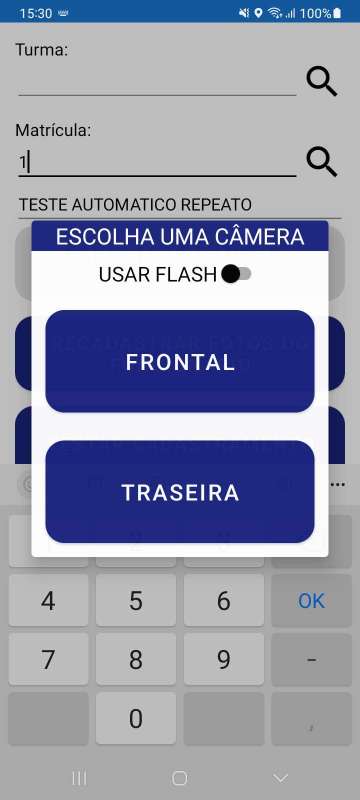 15:30
100%
Turma:
Matrícula:
1
TESTE AUTOMATICO REPEATO
ESCOLHA UMA CÂMERA
USAR FLASH
FRONTAL
TRASEIRA
4 5 6 OK
7 8 9 -
0 ,